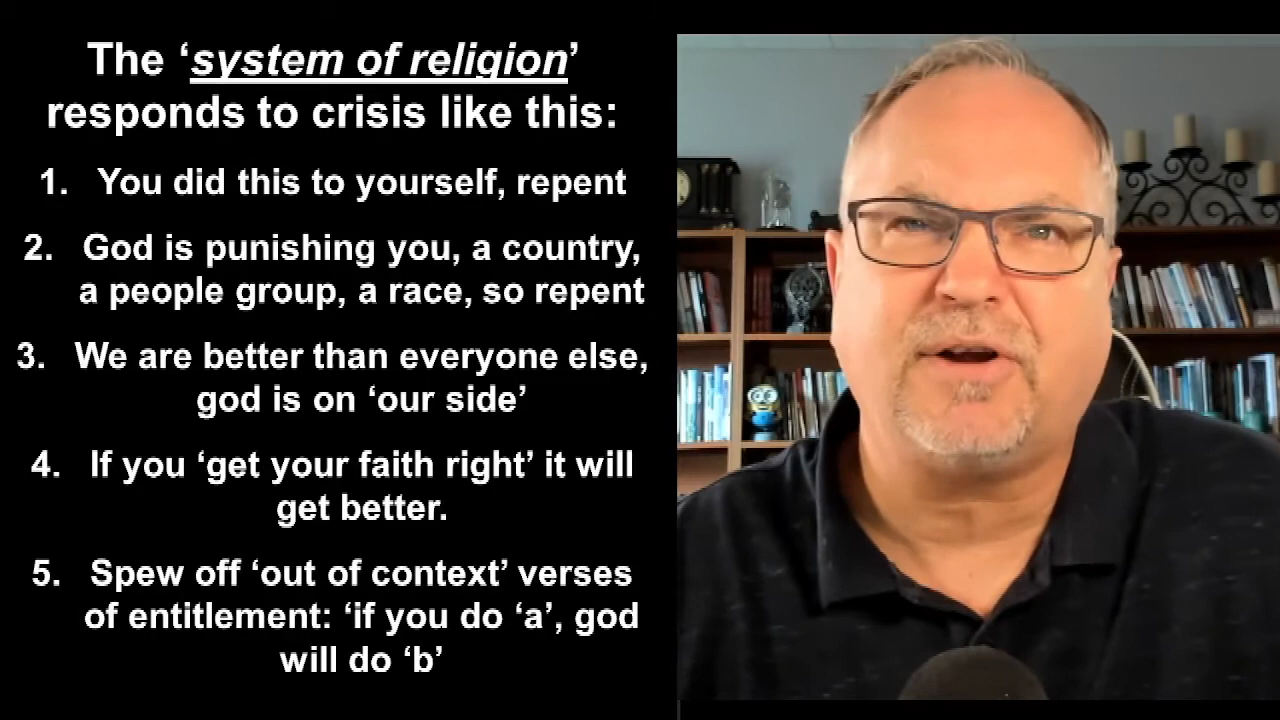 The ‘system of religion’
responds to crisis like this:
1. You did this to yourself, repent
2. God is punishing you, a country,
a people group, a race, so repent
3. We are better than everyone else,
god is on ‘our side’
4. If you ‘get your faith right’ it will
get better.
5. Spew off ‘out of context’ verses
of entitlement: ‘if you do ‘a’, god
will do ‘b’